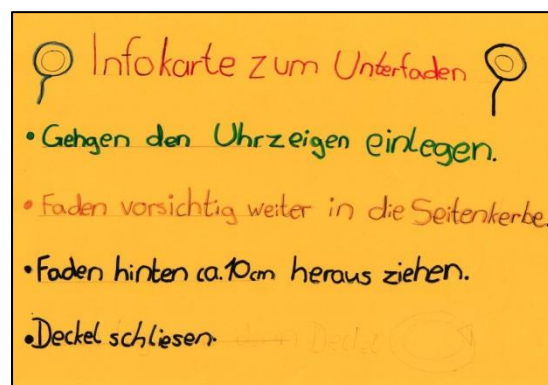 Infokarte zum Unterfaden
• Gehgen den Uhrzeigen einlegen.
• Faden vorsichtig weiter in die Seitenkerbe.
• Faden hinten ca. 10cm heraus ziehen.
• Deckel schliesen.
Deckel